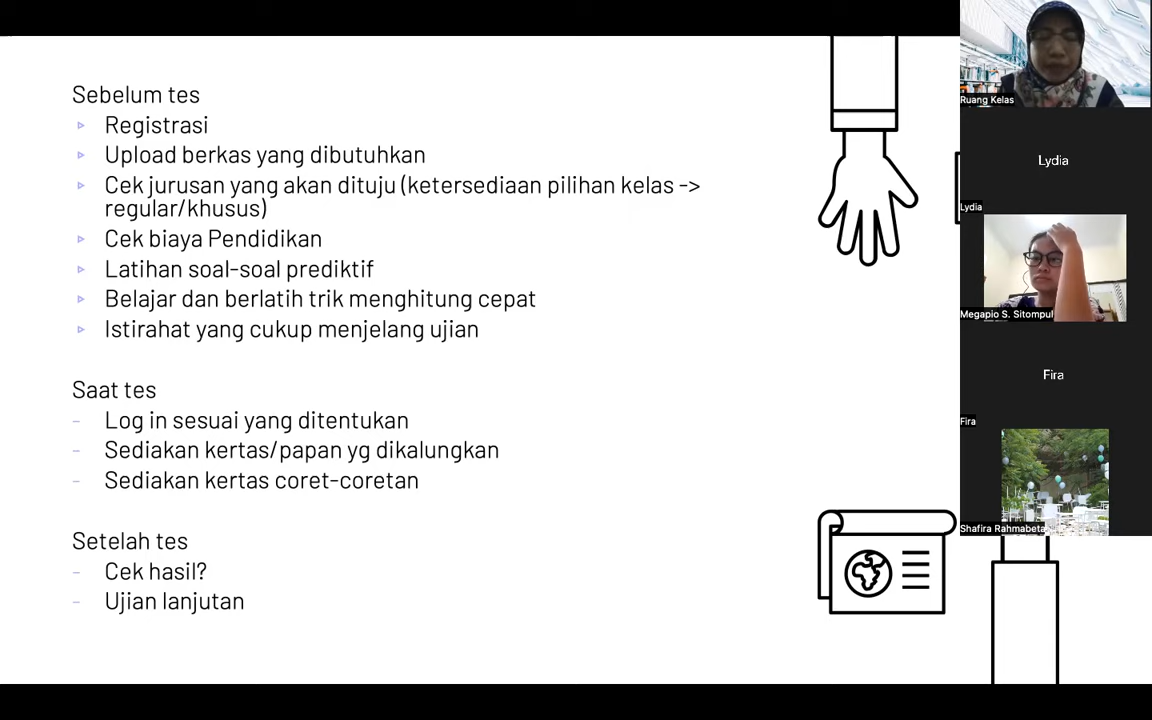 Sebelum tes
Registrasi
Upload berkas yang dibutuhkan
Cek jurusan yang akan dituju (ketersediaan pilihan kelas ->
regular/khusus)
Cek biaya Pendidikan
Latihan soal-soal prediktif
Belajar dan berlatih trik menghitung cepat
Istirahat yang cukup menjelang ujian
Saat tes
- Log in sesuai yang ditentukan
- Sediakan kertas/papan yg dikalungkan
- Sediakan kertas coret-coretan
Setelah tes
- Cek hasil?
- Ujian lanjutan
Ruang Kelas
Lydia
Lydia
Megapio S. Sitompul
Fira
Fira
Shafira Rahmabeta